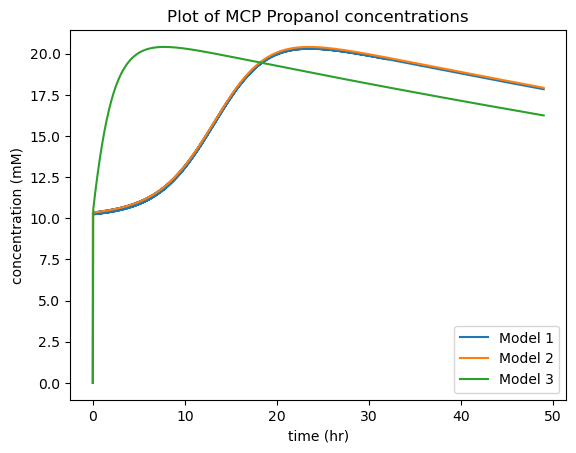 Plot of MCP Propanol concentrations
concentration (mM)
20.0
17.5
15.0
12.5
10.0
7.5
5.0
2.5
0.0
Model 1
Model 2
Model 3
0 10 20 30 40 50
time (hr)